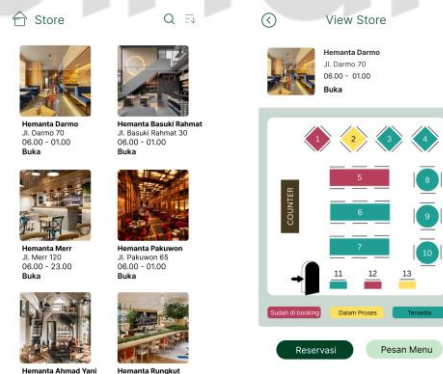 Store
Hemanta Darmo
Jl. Darmo 70
06.00 - 01.00
Buka
Hemanta Basuki Rahmat
Jl. Basuki Rahmat 30
06.00 - 01.00
Buka
Hemanta Merr
Jl. Merr 120
06.00 - 23.00
Buka
Hemanta Pakuwon
Jl. Pakuwon 65
06.00 - 01.00
Buka
Hemanta Ahmad Yani
Hemanta Rungkut
View Store
Hemanta Darmo
Jl. Darmo 70
06.00 - 01.00
Buka
1
2
3
4
COUNTER
5
8
6
9
7
10
11
12
13
Sudah di booking
Dalam Proses
Tersedia
Reservasi
Pesan Menu